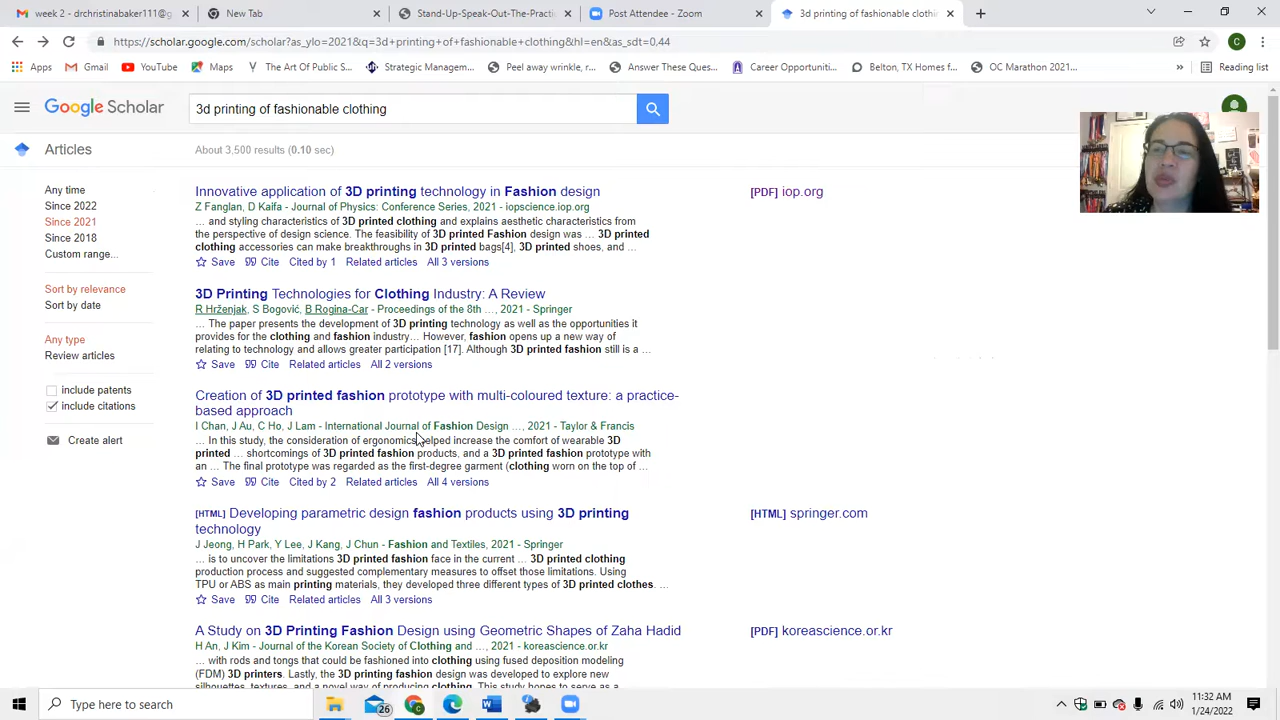 week 2 - drchristinabaker111@g
New Tab
Stand-Up-Speak-Out-The-Practi
Post Attendee - Zoom
3d printing of fashionable clothi
https://scholar.google.com/scholar?as_ylo=2021&q=3d+printing+of+fashionable+clothing&hl=en&as_sdt=0,44
C
Apps
Gmail
YouTube
Maps
The Art Of Public S...
Strategic Managem...
Peel away wrinkle, r...
Answer These Ques...
Career Opportuniti...
Belton, TX Homes f...
OC Marathon 2021...
»
Reading list
Google Scholar
3d printing of fashionable clothing
Articles
About 3,500 results (0.10 sec)
Any time
Since 2022
Since 2021
Since 2018
Custom range...
Sort by relevance
Sort by date
Any type
Review articles
include patents
include citations
Create alert
Innovative application of 3D printing technology in Fashion design
[PDF] iop.org
Z Fanglan, D Kaifa - Journal of Physics: Conference Series, 2021 - iopscience.iop.org
... and styling characteristics of 3D printed clothing and explains aesthetic characteristics from
the perspective of design science. The feasibility of 3D printed Fashion design was ... 3D printed
clothing accessories can make breakthroughs in 3D printed bags[4], 3D printed shoes, and ...
Save Cite Cited by 1 Related articles All 3 versions
3D Printing Technologies for Clothing Industry: A Review
R Hrženjak, S Bogović, B Rogina-Car - Proceedings of the 8th ..., 2021 - Springer
... The paper presents the development of 3D printing technology as well as the opportunities it
provides for the clothing and fashion industry... However, fashion opens up a new way of
relating to technology and allows greater participation [17]. Although 3D printed fashion still is a ...
Save Cite Related articles All 2 versions
Creation of 3D printed fashion prototype with multi-coloured texture: a practice-
based approach
I Chan, J Au, C Ho, J Lam - International Journal of Fashion Design ..., 2021 - Taylor & Francis
... In this study, the consideration of ergonomics helped increase the comfort of wearable 3D
printed ... shortcomings of 3D printed fashion products, and a 3D printed fashion prototype with
an ... The final prototype was regarded as the first-degree garment (clothing worn on the top of ...
Save Cite Cited by 2 Related articles All 4 versions
[HTML] Developing parametric design fashion products using 3D printing
technology
[HTML] springer.com
J Jeong, H Park, Y Lee, J Kang, J Chun - Fashion and Textiles, 2021 - Springer
... is to uncover the limitations 3D printed fashion face in the current ... 3D printed clothing
production process and suggested complementary measures to offset those limitations. Using
TPU or ABS as main printing materials, they developed three different types of 3D printed clothes. ...
Save Cite Related articles All 3 versions
A Study on 3D Printing Fashion Design using Geometric Shapes of Zaha Hadid
[PDF] koreascience.or.kr
H An, J Kim - Journal of the Korean Society of Clothing and ..., 2021 - koreascience.or.kr
... with rods and tongs that could be fashioned into clothing using fused deposition modeling
(FDM) 3D printers. Lastly, the 3D printing fashion design was developed to explore new
silhouettes, textures, and a novel way of producing clothing. This study hopes to serve as a
Type here to search
26
11:32 AM
1/24/2022